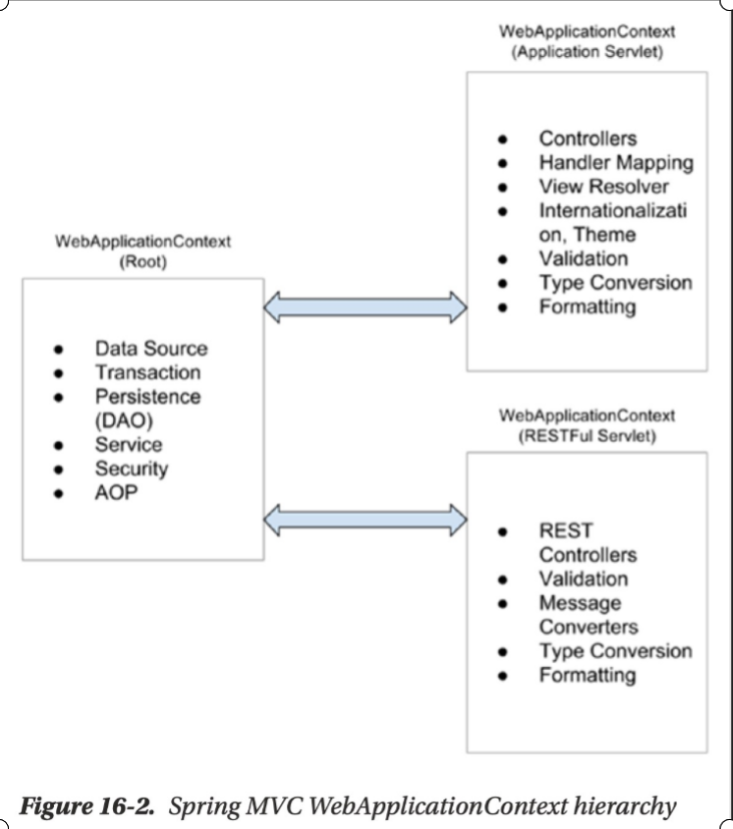 WebApplicationContext
(Application Servlet)
● Controllers
● Handler Mapping
● View Resolver
● Internationalizati
on, Theme
● Validation
● Type Conversion
● Formatting
WebApplicationContext
(Root)
● Data Source
● Transaction
● Persistence
(DAO)
● Service
● Security
● AOP
WebApplicationContext
(RESTFul Servlet)
● REST
Controllers
● Validation
● Message
Converters
● Type Conversion
● Formatting
Figure 16-2. Spring MVC WebApplicationContext hierarchy